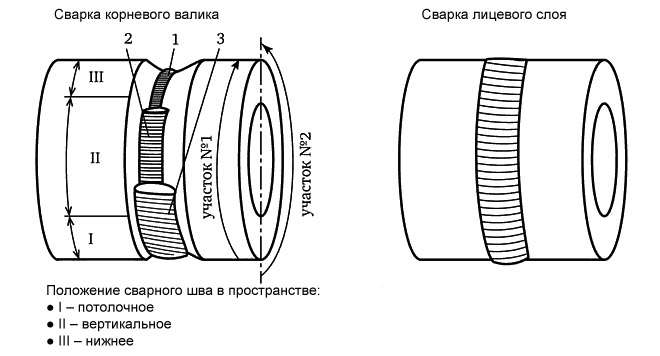 Сварка корневого валика
Сварка лицевого слоя
2 1 3
III
II
I
участок №1
участок №2
Положение сварного шва в пространстве:
● I – потолочное
● II – вертикальное
● III – нижнее